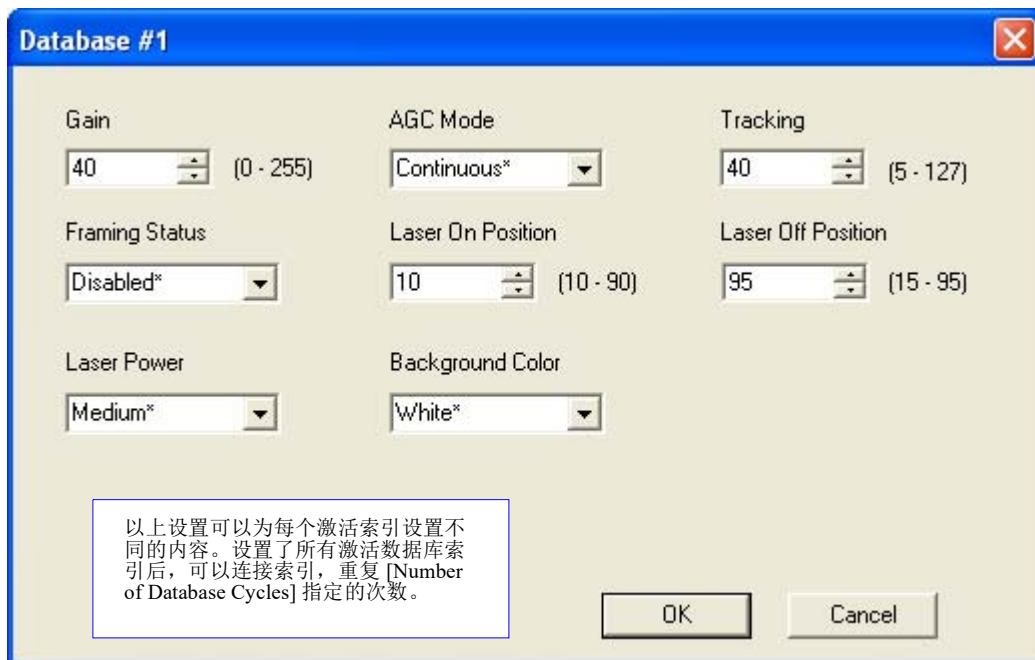 Database #1
Gain
AGC Mode
Tracking
40
(0 - 255)
Continuous*
40
(5 - 127)
Framing Status
Laser On Position
Laser Off Position
Disabled*
10
(10 - 90)
95
(15 - 95)
Laser Power
Background Color
Medium*
White*
以上设置可以为每个激活索引设置不
同的内容。设置了所有激活数据库索
引后，可以连接索引，重复 [Number
of Database Cycles] 指定的次数。
OK
Cancel